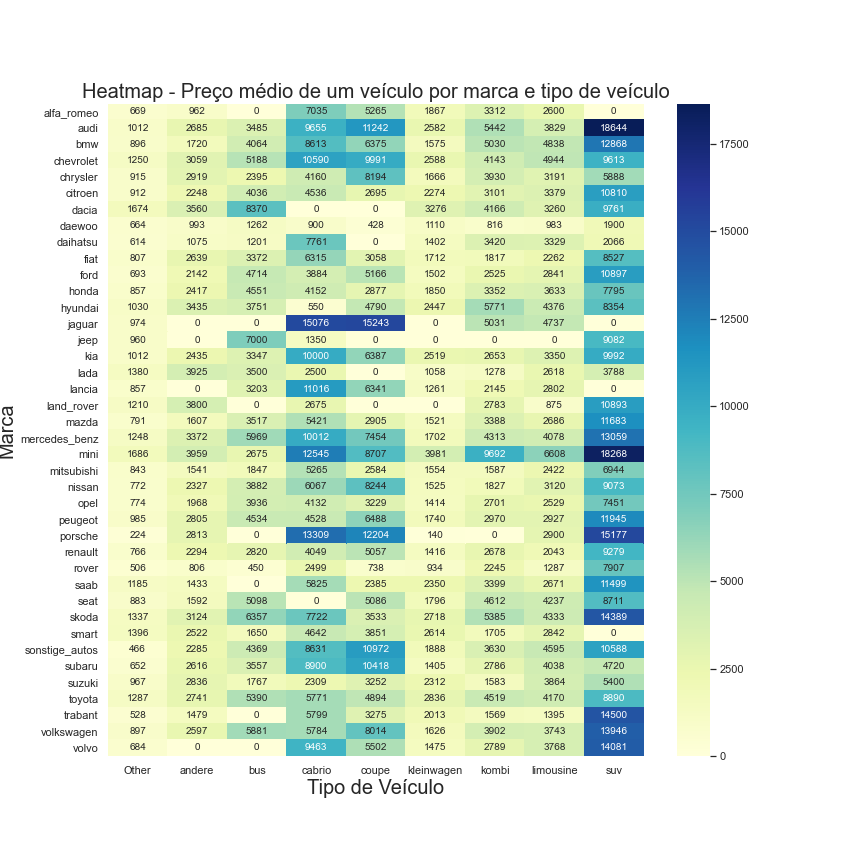 Heatmap - Preço médio de um veículo por marca e tipo de veículo
alfa_romeo 669 962 0 7035 5265 1867 3312 2600 0
audi 1012 2685 3485 9655 11242 2582 5442 3829 18644
bmw 896 1720 4064 8613 6375 1575 5030 4838 12868
chevrolet 1250 3059 5188 10590 9991 2588 4143 4944 9613
chrysler 915 2919 2395 4160 8194 1666 3930 3191 5888
citroen 912 2248 4036 4536 2695 2274 3101 3379 10810
dacia 1674 3560 8370 0 0 3276 4166 3260 9761
daewoo 664 993 1262 900 428 1110 816 983 1900
daihatsu 614 1075 1201 7761 0 1402 3420 3329 2066
fiat 807 2639 3372 6315 3058 1712 1817 2262 8527
ford 693 2142 4714 3884 5166 1502 2525 2841 10897
honda 857 2417 4551 4152 2877 1850 3352 3633 7795
hyundai 1030 3435 3751 550 4790 2447 5771 4376 8354
jaguar 974 0 0 15076 15243 0 5031 4737 0
jeep 960 0 7000 1350 0 0 0 0 9082
kia 1012 2435 3347 10000 6387 2519 2653 3350 9992
lada 1380 3925 3500 2500 0 1058 1278 2618 3788
lancia 857 0 3203 11016 6341 1261 2145 2802 0
land_rover 1210 3800 0 2675 0 0 2783 875 10893
mazda 791 1607 3517 5421 2905 1521 3388 2686 11683
mercedes_benz 1248 3372 5969 10012 7454 1702 4313 4078 13059
mini 1686 3959 2675 12545 8707 3981 9692 6608 18268
mitsubishi 843 1541 1847 5265 2584 1554 1587 2422 6944
nissan 772 2327 3882 6067 8244 1525 1827 3120 9073
opel 774 1968 3936 4132 3229 1414 2701 2529 7451
peugeot 985 2805 4534 4528 6488 1740 2970 2927 11945
porsche 224 2813 0 13309 12204 140 0 2900 15177
renault 766 2294 2820 4049 5057 1416 2678 2043 9279
rover 506 806 450 2499 738 934 2245 1287 7907
saab 1185 1433 0 5825 2385 2350 3399 2671 11499
seat 883 1592 5098 0 5086 1796 4612 4237 8711
skoda 1337 3124 6357 7722 3533 2718 5385 4333 14389
smart 1396 2522 1650 4642 3851 2614 1705 2842 0
sonstige_autos 466 2285 4369 8631 10972 1888 3630 4595 10588
subaru 652 2616 3557 8900 10418 1405 2786 4038 4720
suzuki 967 2836 1767 2309 3252 2312 1583 3864 5400
toyota 1287 2741 5390 5771 4894 2836 4519 4170 8890
trabant 528 1479 0 5799 3275 2013 1569 1395 14500
volkswagen 897 2597 5881 5784 8014 1626 3902 3743 13946
volvo 684 0 0 9463 5502 1475 2789 3768 14081
Other andere bus cabrio coupe kleinwagen kombi limousine suv
Tipo de Veículo
Marca
17500
15000
12500
10000
7500
5000
2500
0